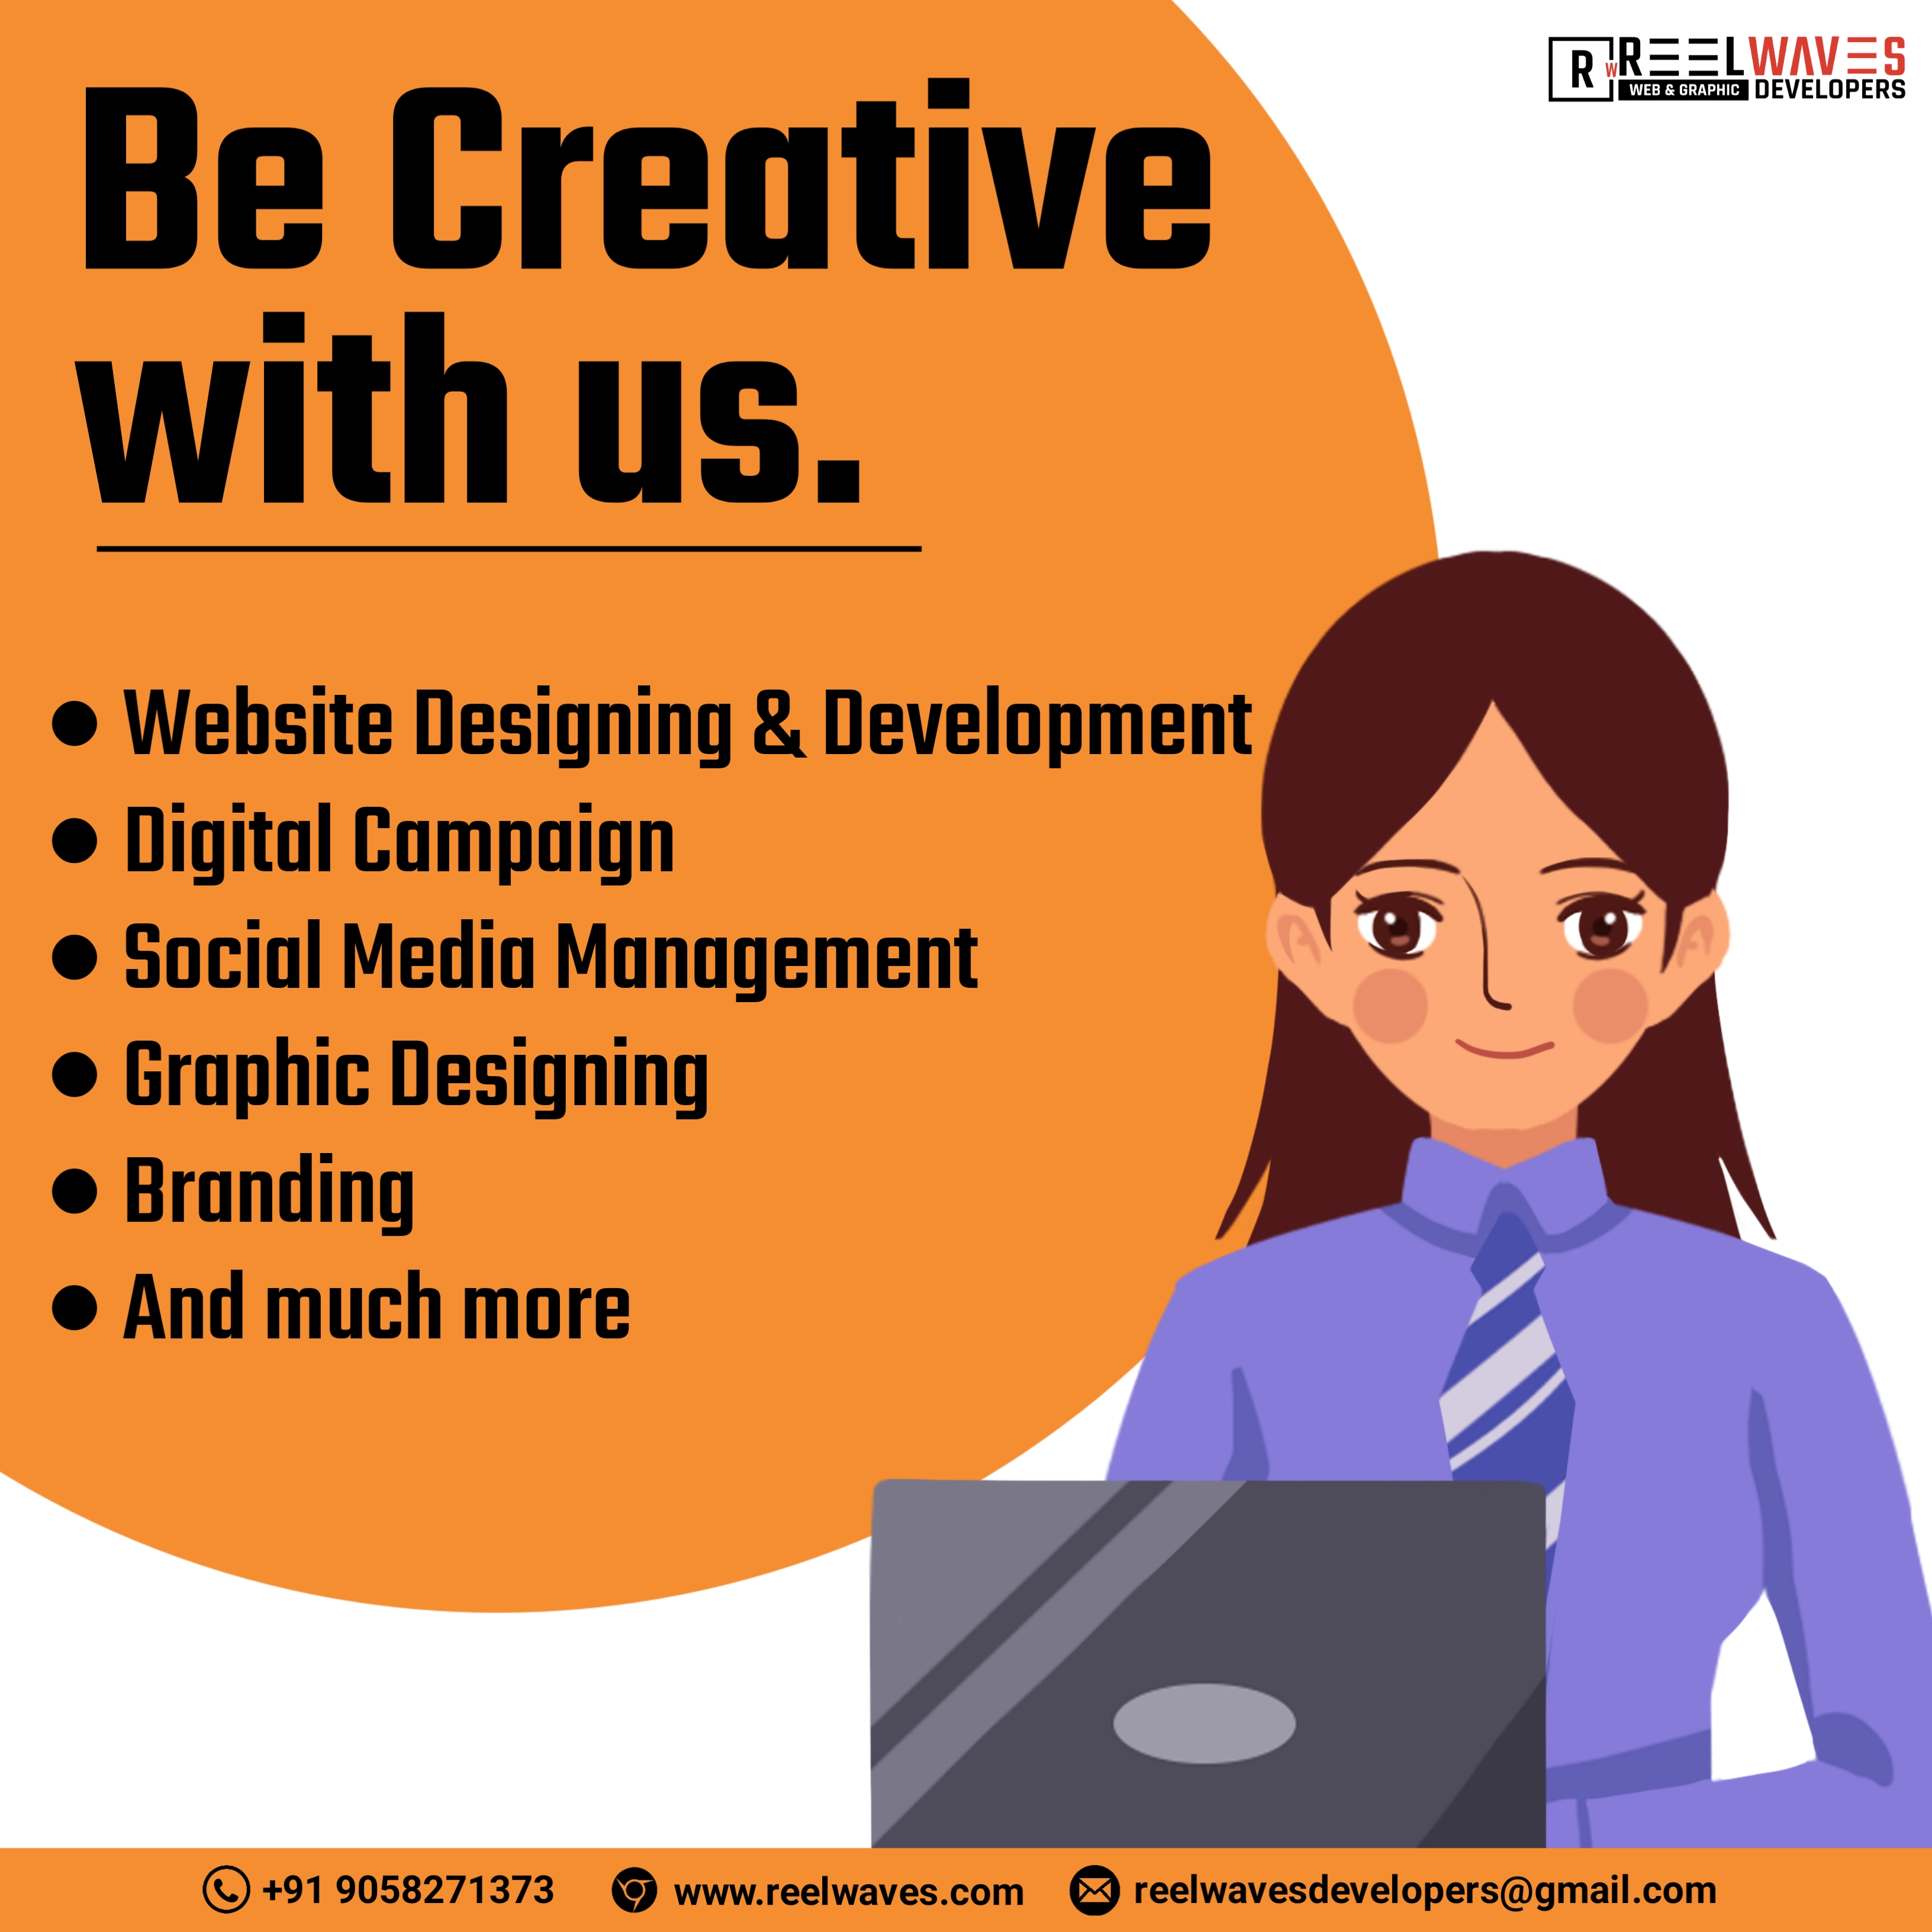 R W REELWAVES
WEB & GRAPHIC DEVELOPERS
Be Creative
with us.
Website Designing & Development
Digital Campaign
Social Media Management
Graphic Designing
Branding
And much more
+91 9058271373 www.reelwaves.com reelwavesdevelopers@gmail.com